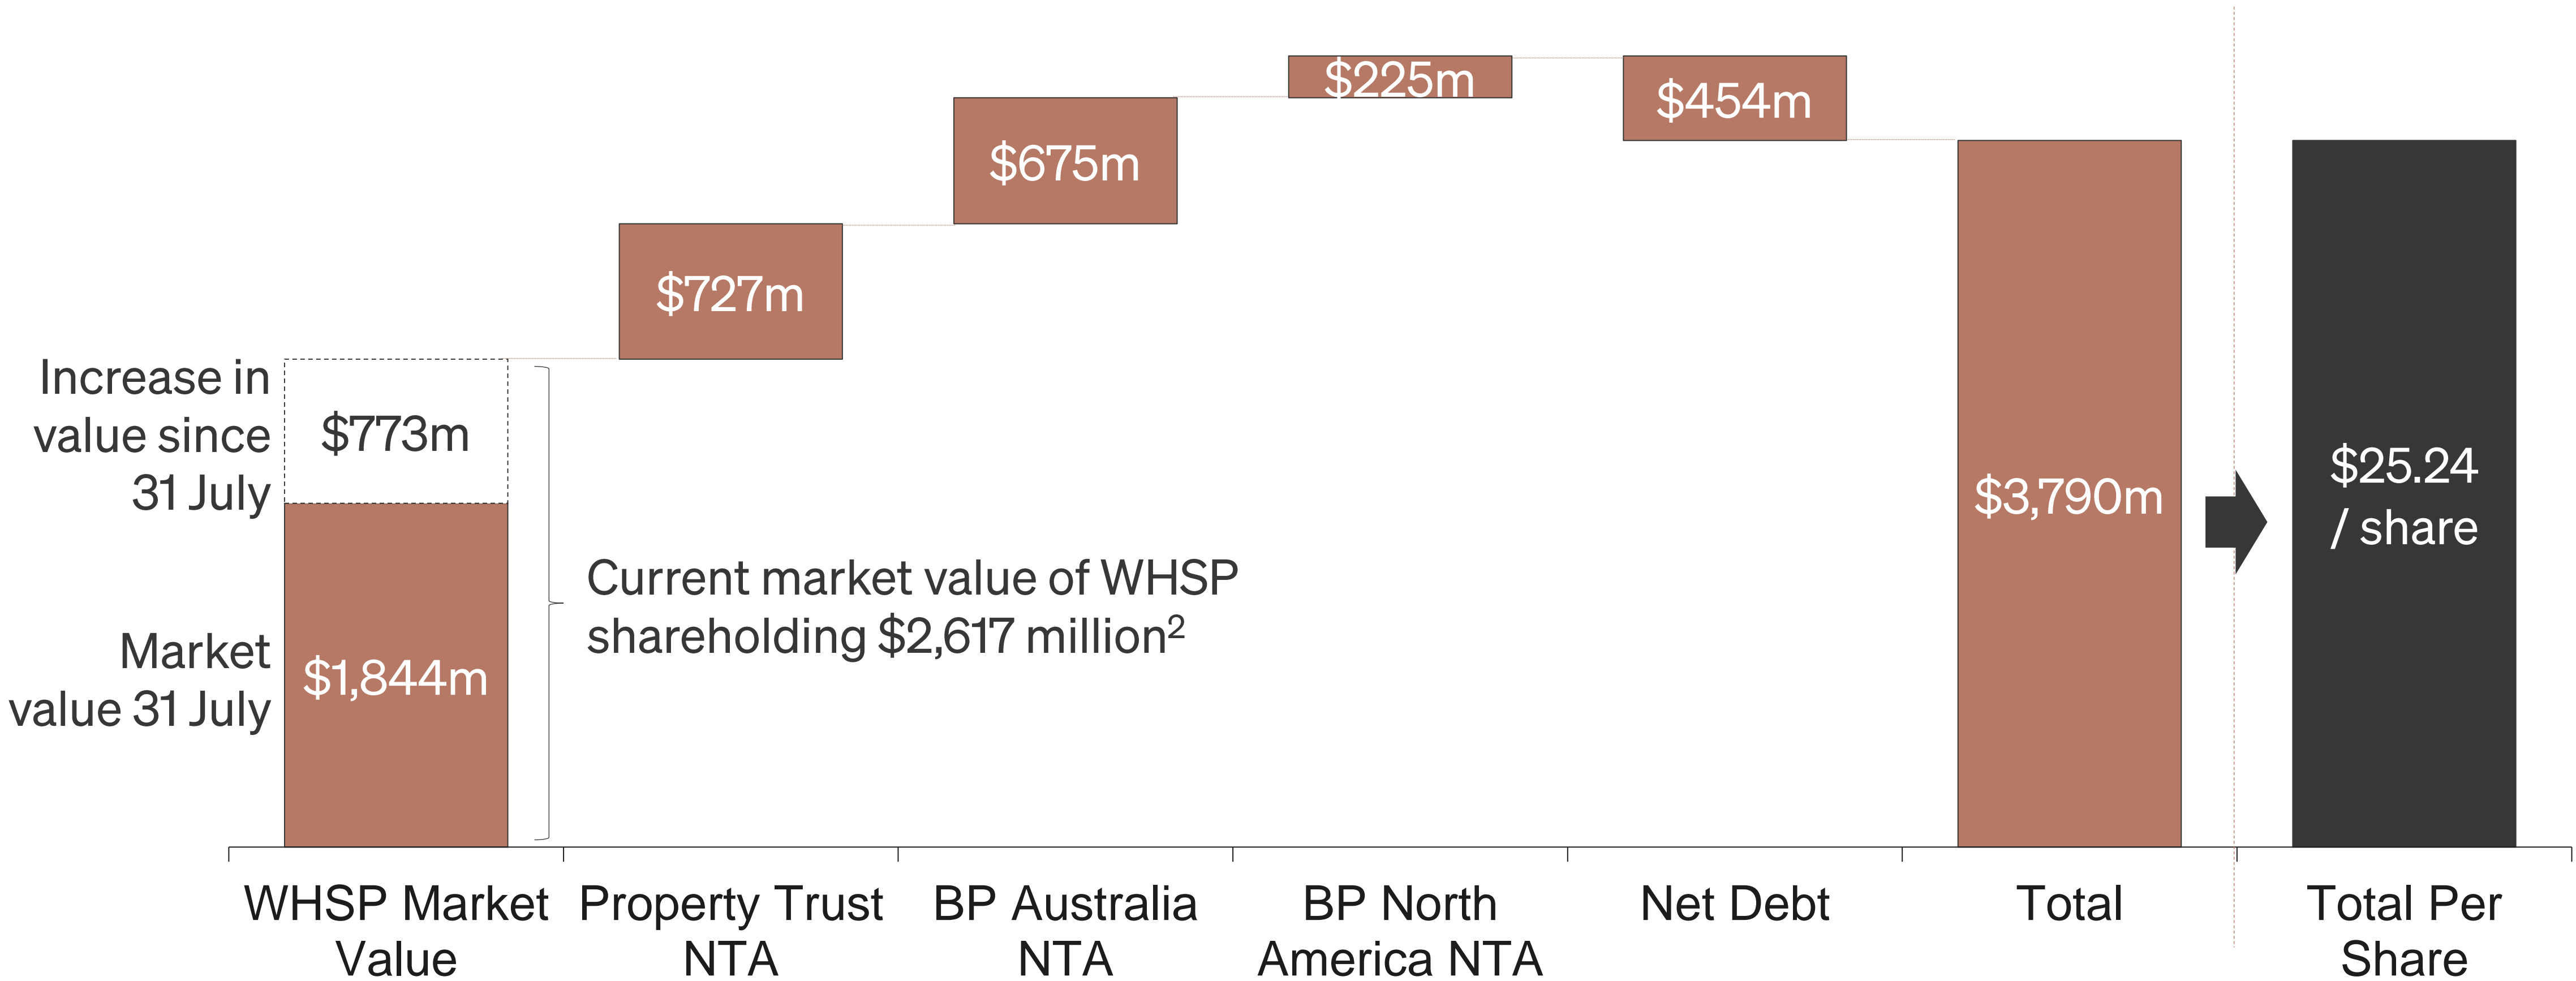 $225m
$454m
$675m
$727m
Increase in
value since
31 July
$773m
$3,790m
$25.24
/ share
Current market value of WHSP
shareholding $2,617 million²
Market
value 31 July
$1,844m
WHSP Market
Value
Property Trust
NTA
BP Australia
NTA
BP North
America NTA
Net Debt
Total
Total Per
Share